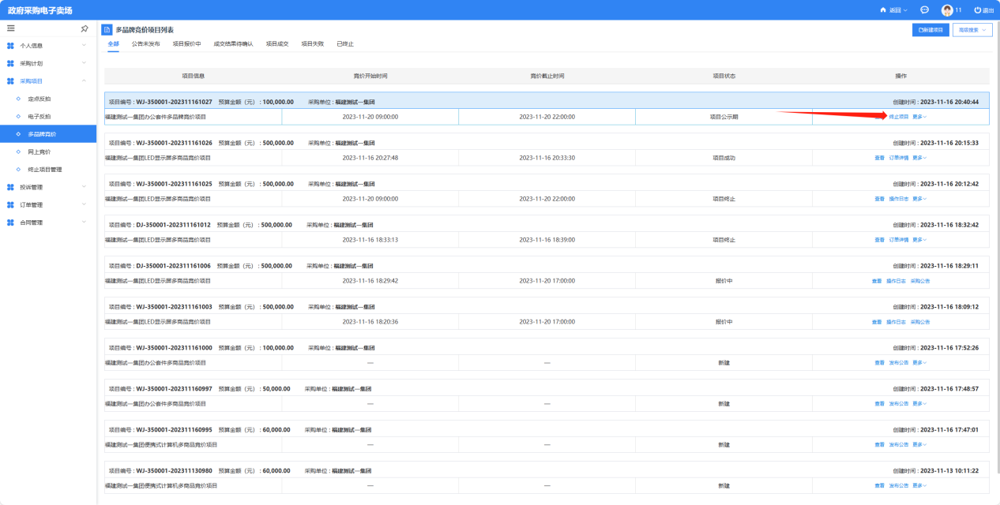 政府采购电子卖场
返回
11
退出
个人信息
采购计划
采购项目
定点反拍
电子反拍
多品牌竞价
网上竞价
终止项目管理
投诉管理
订单管理
合同管理
多品牌竞价项目列表
新建项目 高级搜索
全部 公告未发布 项目报价中 成交结果待确认 项目成交 项目失败 已终止
项目信息 竞价开始时间 竞价截止时间 项目状态 操作
项目编号 : WJ-350001-202311161027 预算金额（元）: 100,000.00 采购单位 : 福建测试一集团 创建时间 : 2023-11-16 20:40:44
福建测试一集团办公套件多品牌竞价项目 2023-11-20 09:00:00 2023-11-20 22:00:00 项目公示期 终止项目 更多
项目编号 : WJ-350001-202311161026 预算金额（元）: 500,000.00 采购单位 : 福建测试一集团 创建时间 : 2023-11-16 20:15:33
福建测试一集团LED显示屏多商品竞价项目 2023-11-16 20:27:48 2023-11-16 20:33:30 项目成功 查看 订单详情 更多
项目编号 : WJ-350001-202311161025 预算金额（元）: 500,000.00 采购单位 : 福建测试一集团 创建时间 : 2023-11-16 20:12:42
福建测试一集团LED显示屏多商品竞价项目 2023-11-20 09:00:00 2023-11-20 22:00:00 项目终止 查看 操作日志 更多
项目编号 : DJ-350001-202311161012 预算金额（元）: 500,000.00 采购单位 : 福建测试一集团 创建时间 : 2023-11-16 18:32:42
福建测试一集团LED显示屏多商品竞价项目 2023-11-16 18:33:13 2023-11-16 18:39:00 项目终止 查看 订单详情 更多
项目编号 : DJ-350001-202311161006 预算金额（元）: 500,000.00 采购单位 : 福建测试一集团 创建时间 : 2023-11-16 18:29:11
福建测试一集团LED显示屏多商品竞价项目 2023-11-16 18:29:42 2023-11-20 17:00:00 报价中 查看 操作日志 采购公告
项目编号 : WJ-350001-202311161003 预算金额（元）: 500,000.00 采购单位 : 福建测试一集团 创建时间 : 2023-11-16 18:09:12
福建测试一集团LED显示屏多商品竞价项目 2023-11-16 18:20:36 2023-11-20 17:00:00 报价中 查看 操作日志 采购公告
项目编号 : WJ-350001-202311161000 预算金额（元）: 100,000.00 采购单位 : 福建测试一集团 创建时间 : 2023-11-16 17:52:26
福建测试一集团办公套件多商品竞价项目 — — 新建 查看 发布公告 更多
项目编号 : WJ-350001-202311160997 预算金额（元）: 50,000.00 采购单位 : 福建测试一集团 创建时间 : 2023-11-16 17:48:57
福建测试一集团办公套件多商品竞价项目 — — 新建 查看 发布公告 更多
项目编号 : WJ-350001-202311160995 预算金额（元）: 60,000.00 采购单位 : 福建测试一集团 创建时间 : 2023-11-16 17:47:01
福建测试一集团便携式计算机多商品竞价项目 — — 新建 查看 发布公告 更多
项目编号 : WJ-350001-202311130980 预算金额（元）: 60,000.00 采购单位 : 福建测试一集团 创建时间 : 2023-11-13 10:11:22
福建测试一集团便携式计算机多商品竞价项目 — — 新建 查看 发布公告 更多